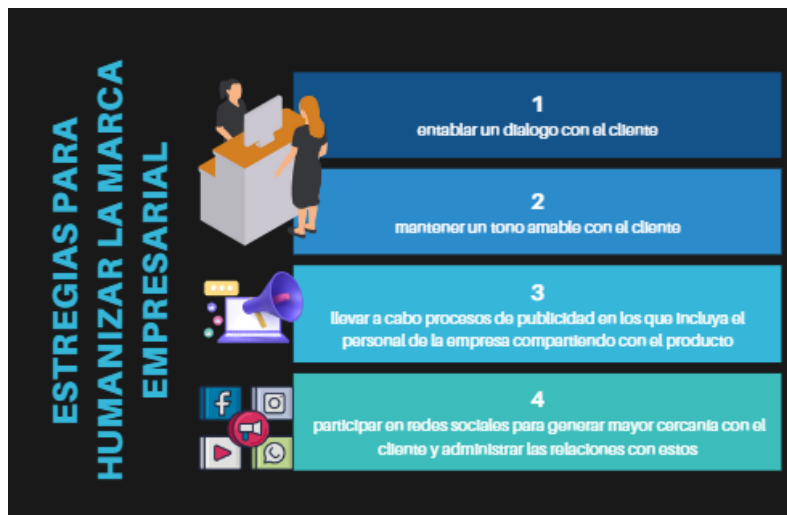 ESTREGIAS PARA
HUMANIZAR LA MARCA
EMPRESARIAL
1
entablar un dialogo con el cliente
2
mantener un tono amable con el cliente
3
llevar a cabo procesos de publicidad en los que incluya el
personal de la empresa compartiendo con el producto
4
participar en redes sociales para generar mayor cercanía con el
cliente y administrar las relaciones con estos